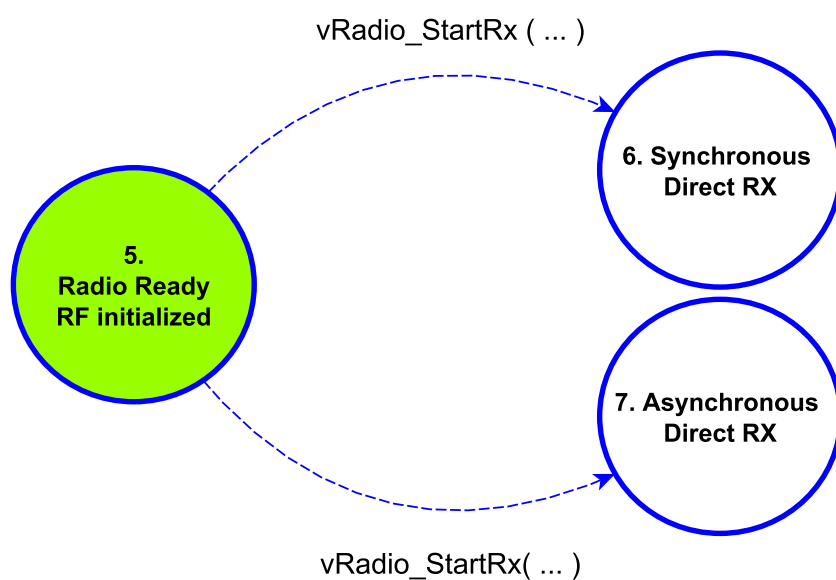 vRadio_StartRx ( ... )
6. Synchronous
Direct RX
5.
Radio Ready
RF initialized
7. Asynchronous
Direct RX
vRadio_StartRx( ... )